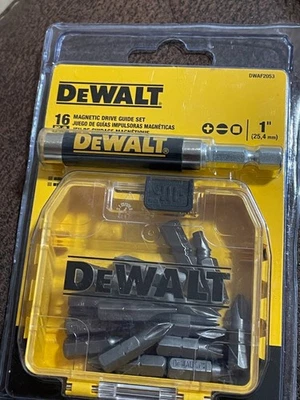 DWAF2053
DEWALT
16 MAGNETIC DRIVE GUIDE SET
JUEGO DE GUÍAS IMPULSORAS MAGNÉTICAS
1"
(25,4 mm)
DEWALT
DEWALT